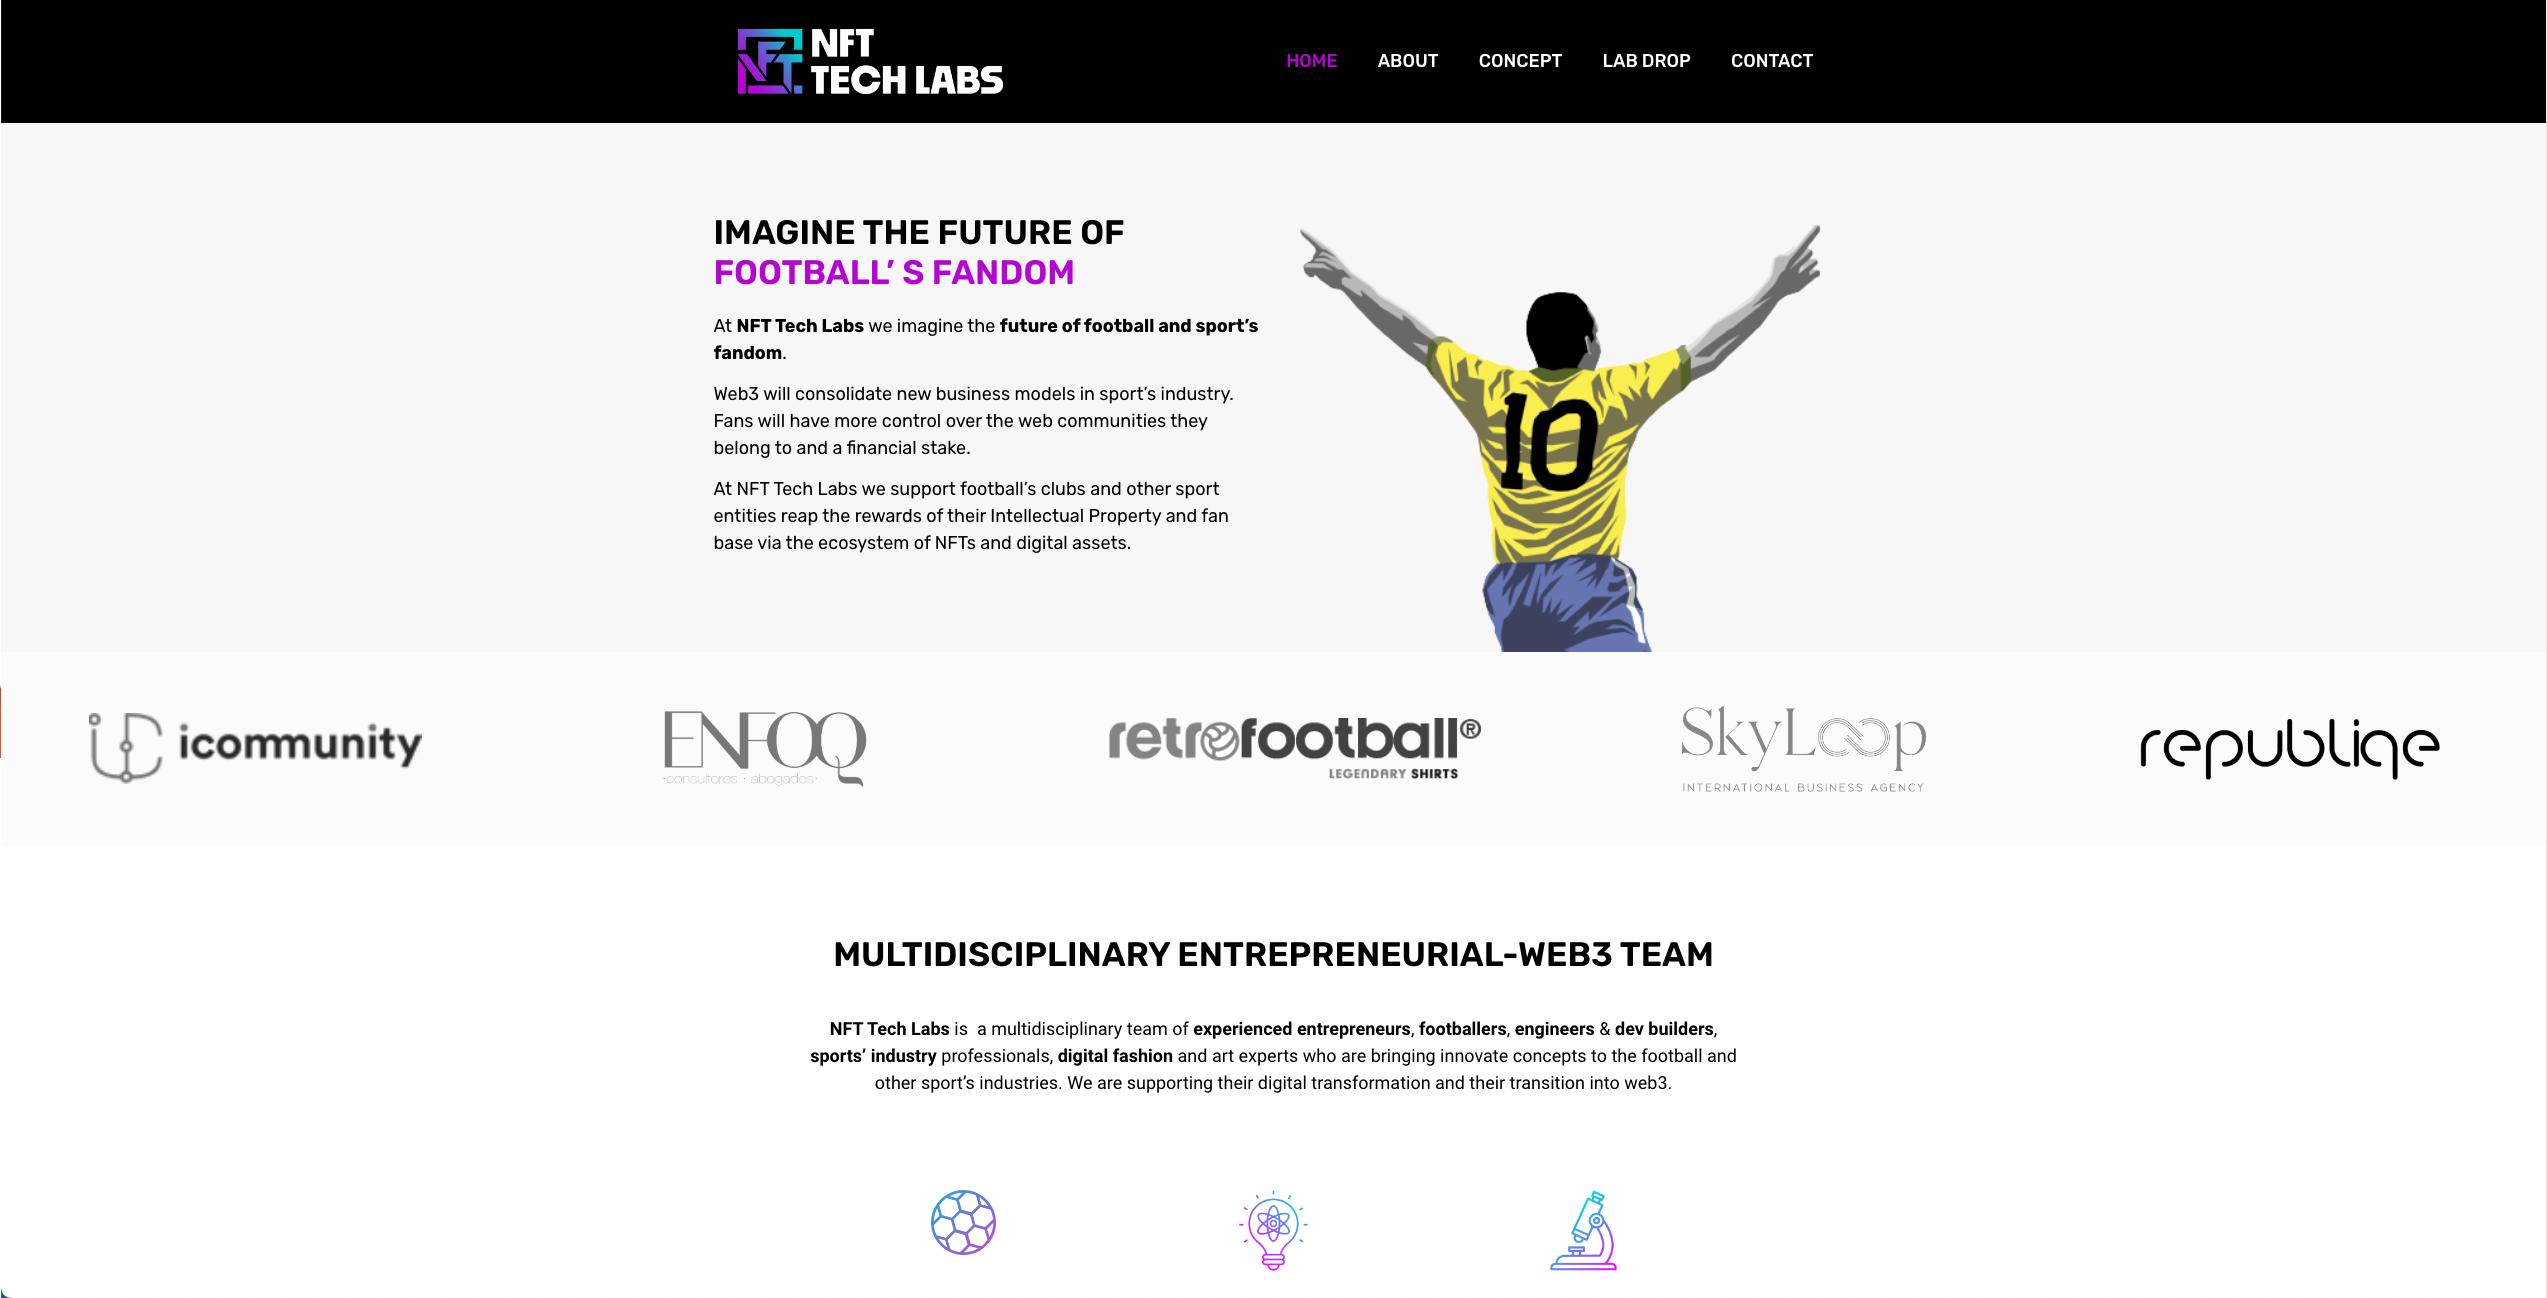 NFT
TECH LABS
HOME ABOUT CONCEPT LAB DROP CONTACT
IMAGINE THE FUTURE OF
FOOTBALL’ S FANDOM
At NFT Tech Labs we imagine the future of football and sport’s
fandom.
Web3 will consolidate new business models in sport’s industry.
Fans will have more control over the web communities they
belong to and a financial stake.
At NFT Tech Labs we support football’s clubs and other sport
entities reap the rewards of their Intellectual Property and fan
base via the ecosystem of NFTs and digital assets.
10
icommunity
ENFOQ
·consultores · abogados·
retrofootball®
LEGENDARY SHIRTS
SkyLoop
INTERNATIONAL BUSINESS AGENCY
republiqe
MULTIDISCIPLINARY ENTREPRENEURIAL-WEB3 TEAM
NFT Tech Labs is  a multidisciplinary team of experienced entrepreneurs, footballers, engineers & dev builders,
sports’ industry professionals, digital fashion and art experts who are bringing innovate concepts to the football and
other sport’s industries. We are supporting their digital transformation and their transition into web3.